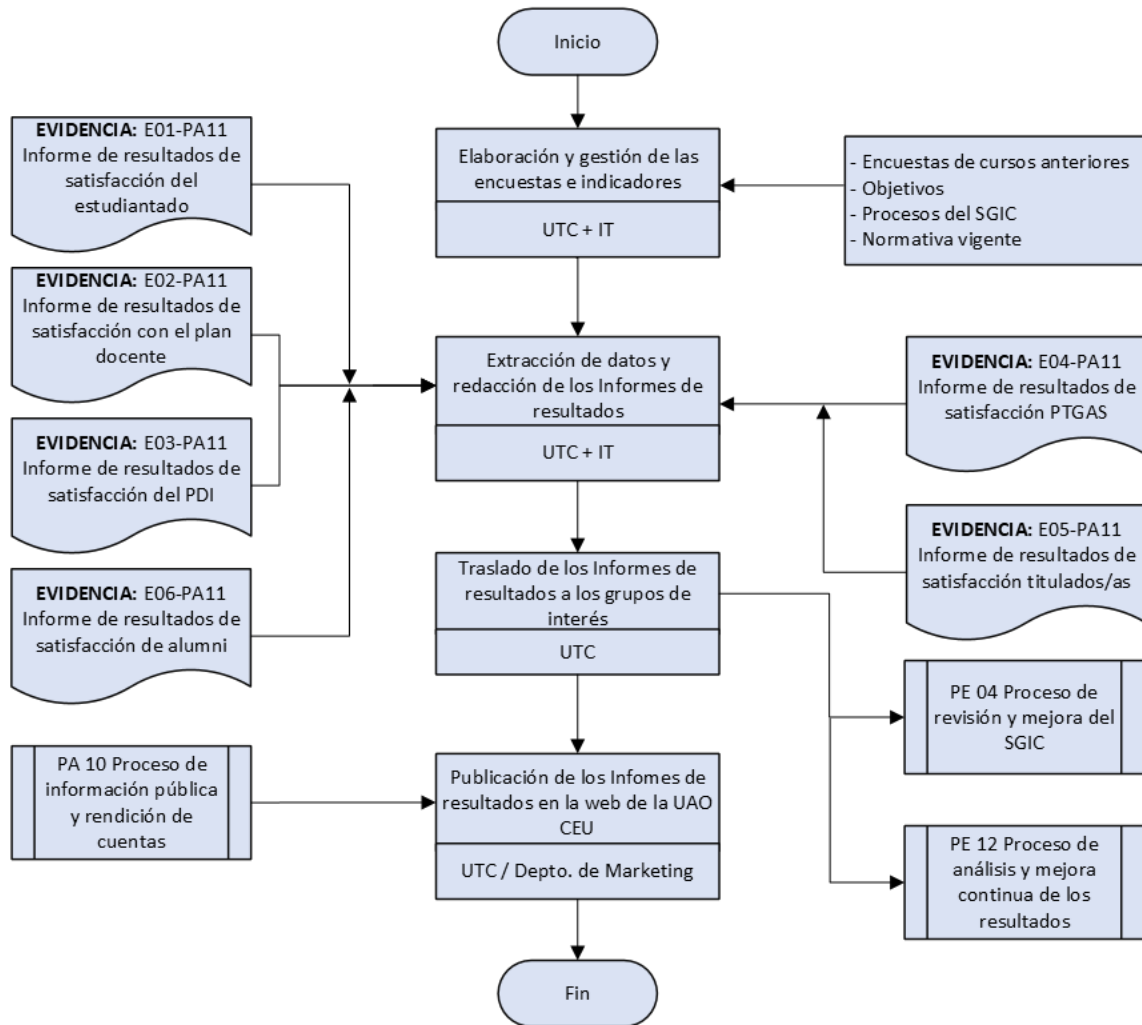 Inicio
EVIDENCIA: E01-PA11
Informe de resultados de
satisfacción del
estudiantado
Elaboración y gestión de las
encuestas e indicadores
UTC + IT
- Encuestas de cursos anteriores
- Objetivos
- Procesos del SGIC
- Normativa vigente
EVIDENCIA: E02-PA11
Informe de resultados de
satisfacción con el plan
docente
Extracción de datos y
redacción de los Informes de
resultados
UTC + IT
EVIDENCIA: E04-PA11
Informe de resultados de
satisfacción PTGAS
EVIDENCIA: E03-PA11
Informe de resultados de
satisfacción del PDI
EVIDENCIA: E05-PA11
Informe de resultados de
satisfacción titulados/as
EVIDENCIA: E06-PA11
Informe de resultados de
satisfacción de alumni
Traslado de los Informes de
resultados a los grupos de
interés
UTC
PE 04 Proceso de
revisión y mejora del
SGIC
PA 10 Proceso de
información pública
y rendición de
cuentas
Publicación de los Infomes de
resultados en la web de la UAO
CEU
UTC / Depto. de Marketing
PE 12 Proceso de
análisis y mejora
continua de los
resultados
Fin